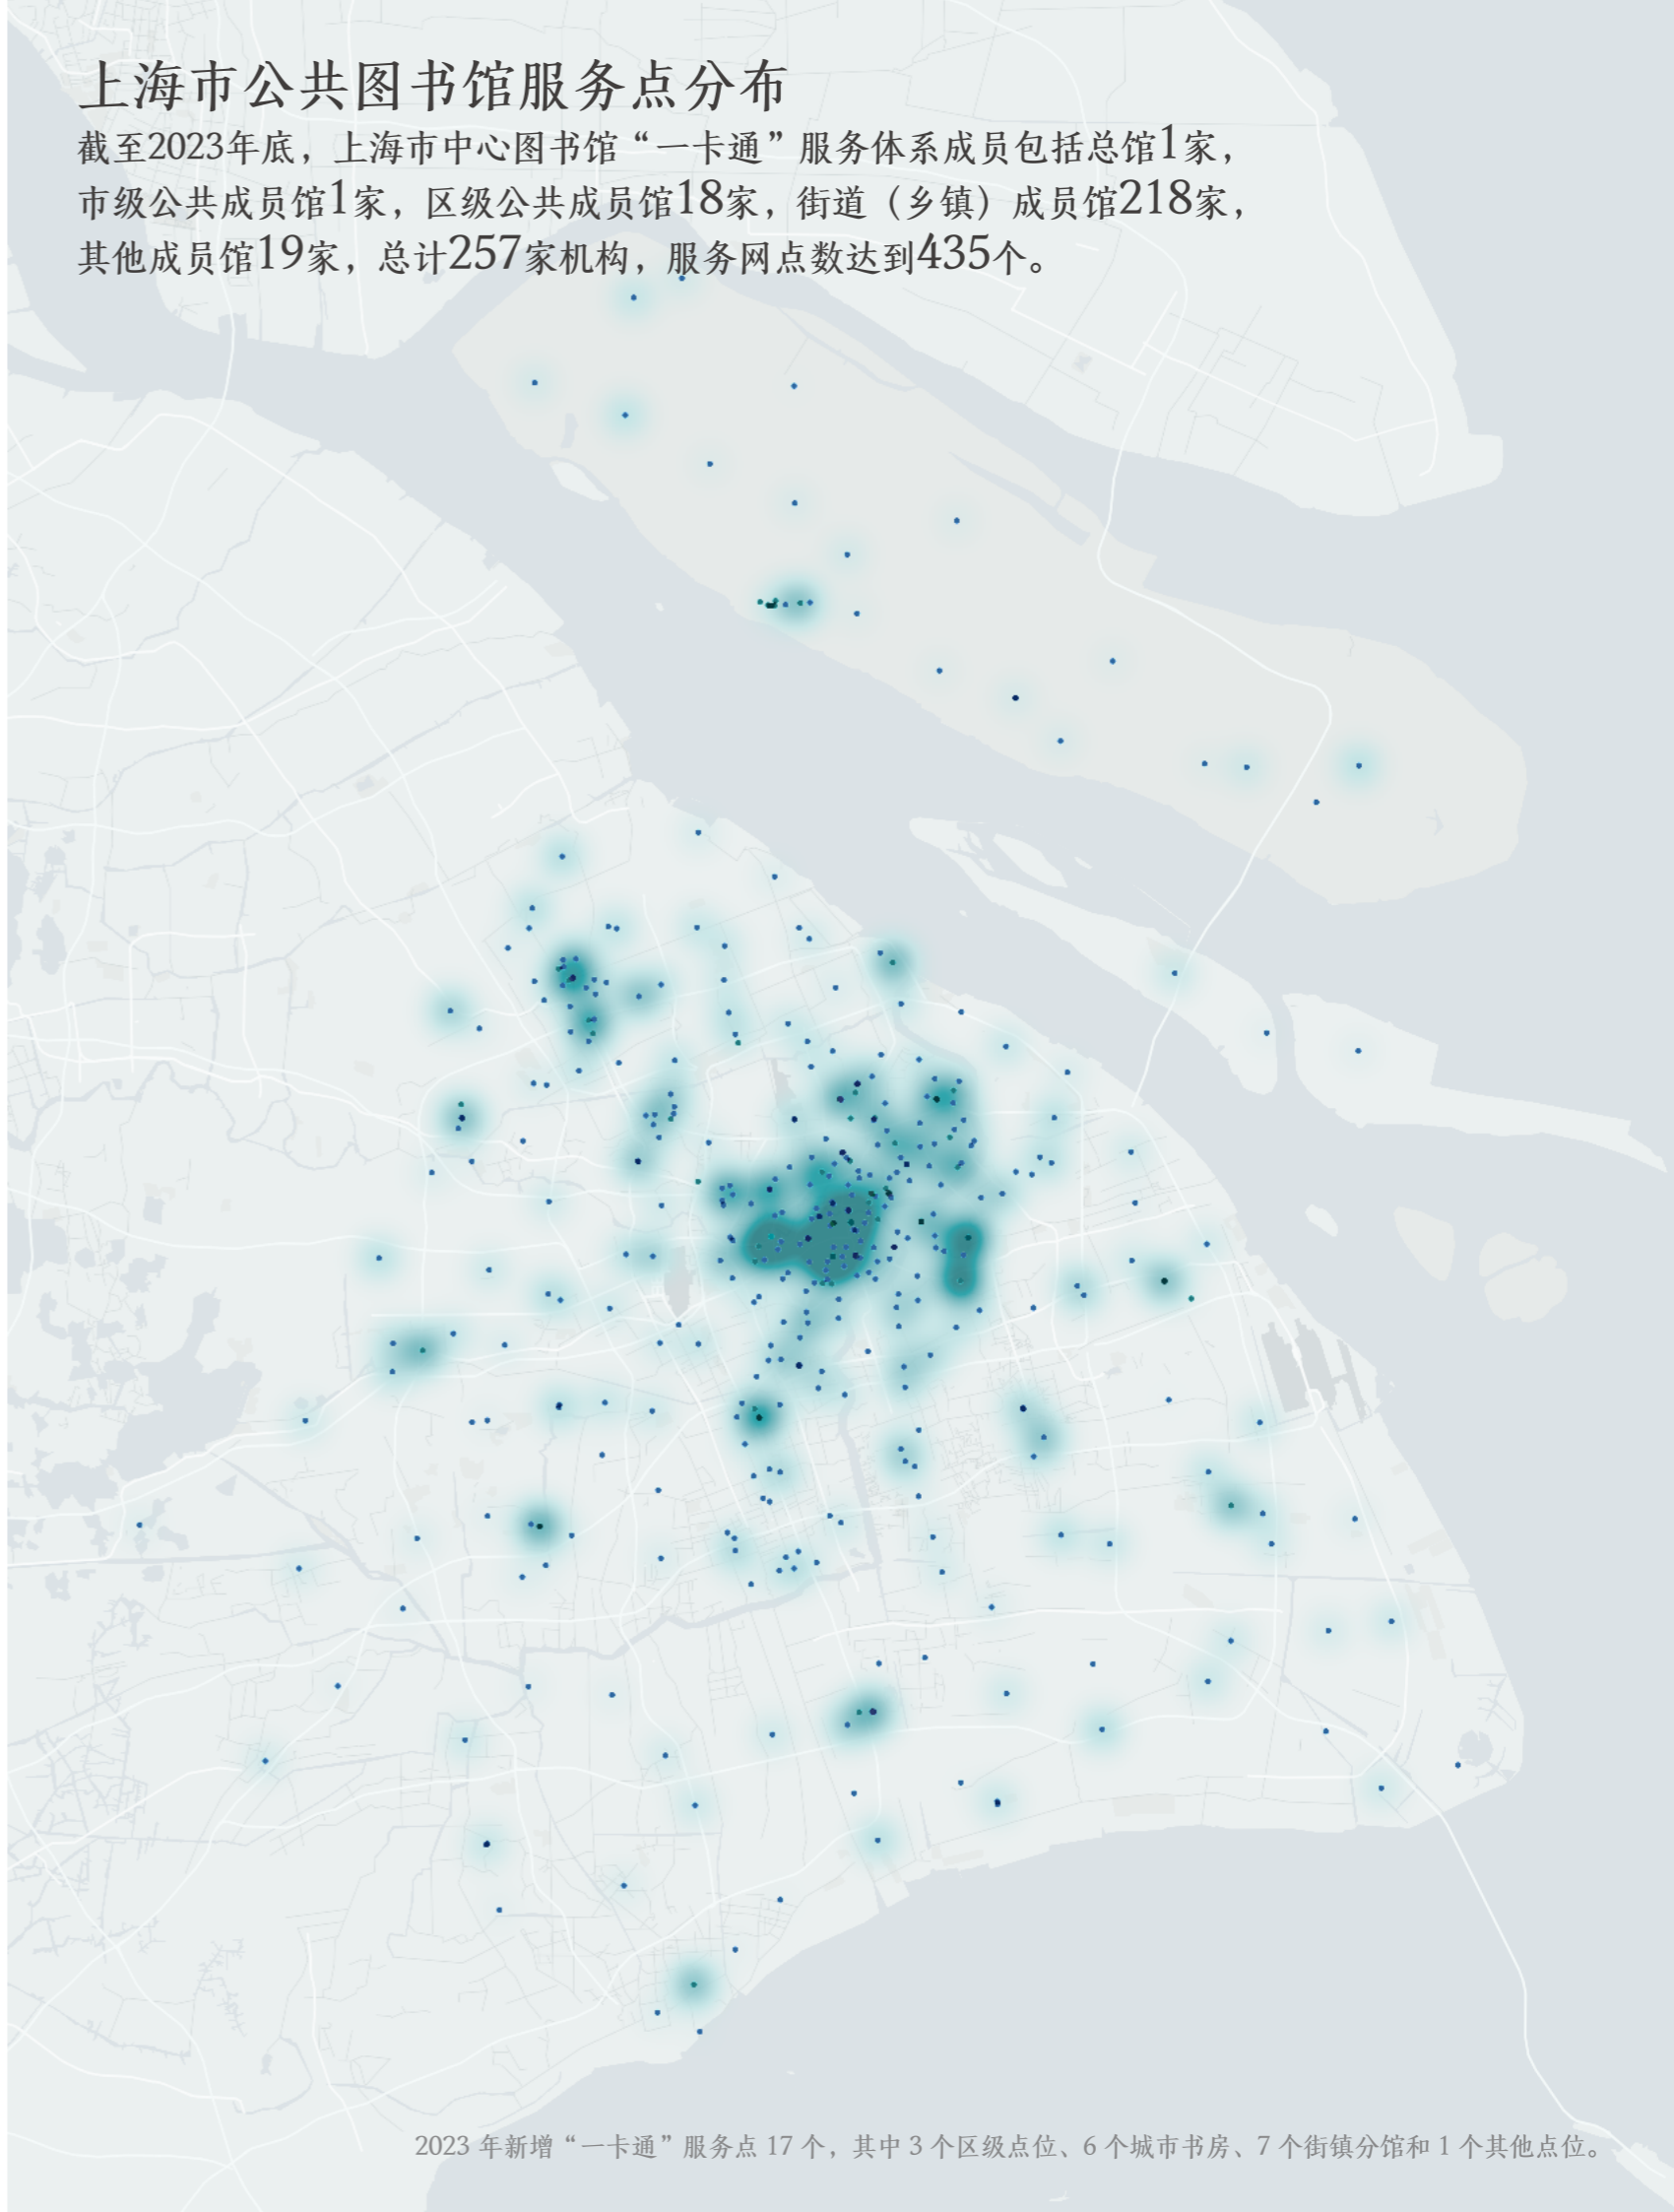 上海市公共图书馆服务点分布
截至2023年底，上海市中心图书馆“一卡通”服务体系成员包括总馆1家，
市级公共成员馆1家，区级公共成员馆18家，街道（乡镇）成员馆218家，
其他成员馆19家，总计257家机构，服务网点数达到435个。
2023 年新增“一卡通”服务点 17 个，其中 3 个区级点位、6 个城市书房、7 个街镇分馆和 1 个其他点位。